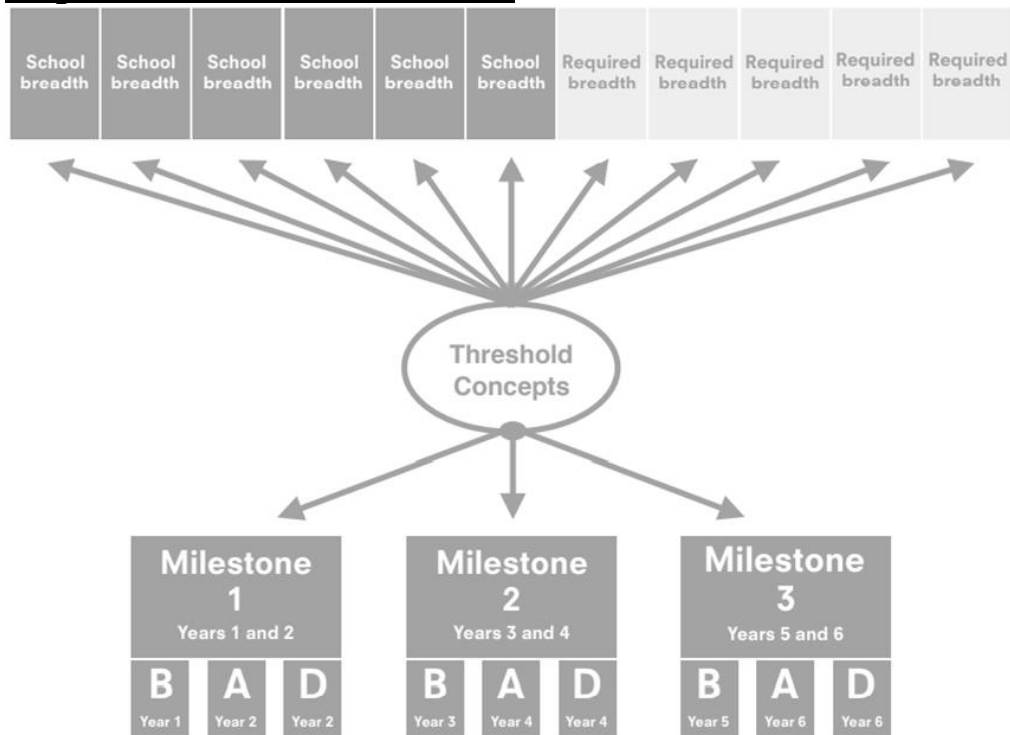 School School School School School School Required Required Required Required Required
breadth breadth breadth breadth breadth breadth breadth breadth breadth breadth breadth
Threshold
Concepts
Milestone
1
Years 1 and 2
B A D
Year 1 Year 2 Year 2
Milestone
2
Years 3 and 4
B A D
Year 3 Year 4 Year 4
Milestone
3
Years 5 and 6
B A D
Year 5 Year 6 Year 6